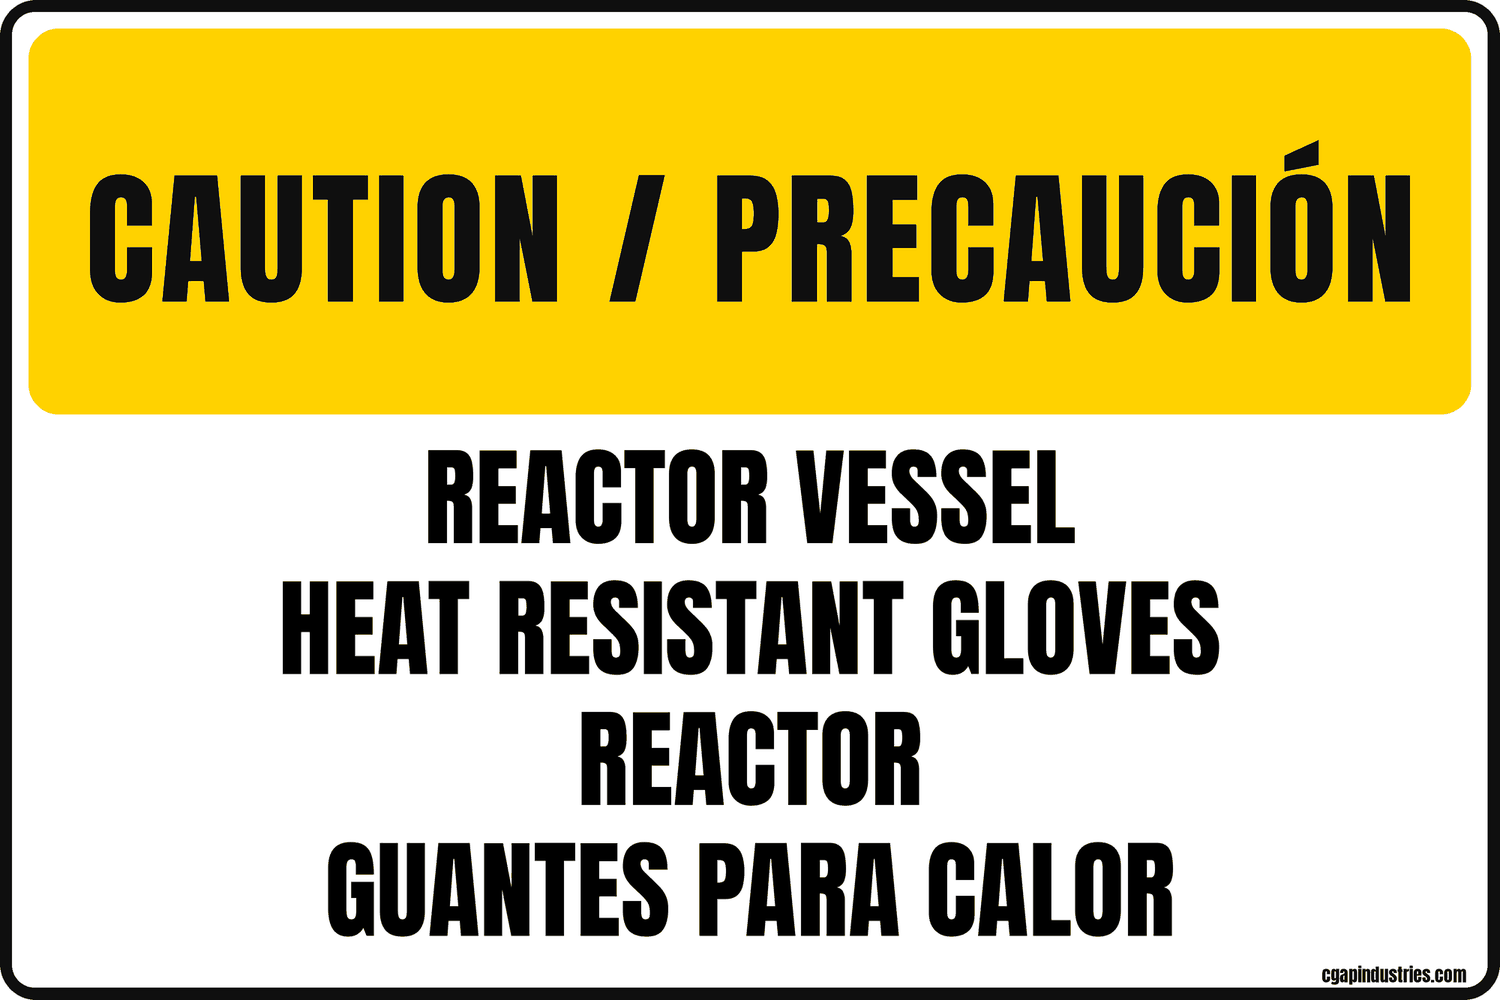 CAUTION / PRECAUCIÓN
REACTOR VESSEL
HEAT RESISTANT GLOVES
REACTOR
GUANTES PARA CALOR
cgapindustries.com